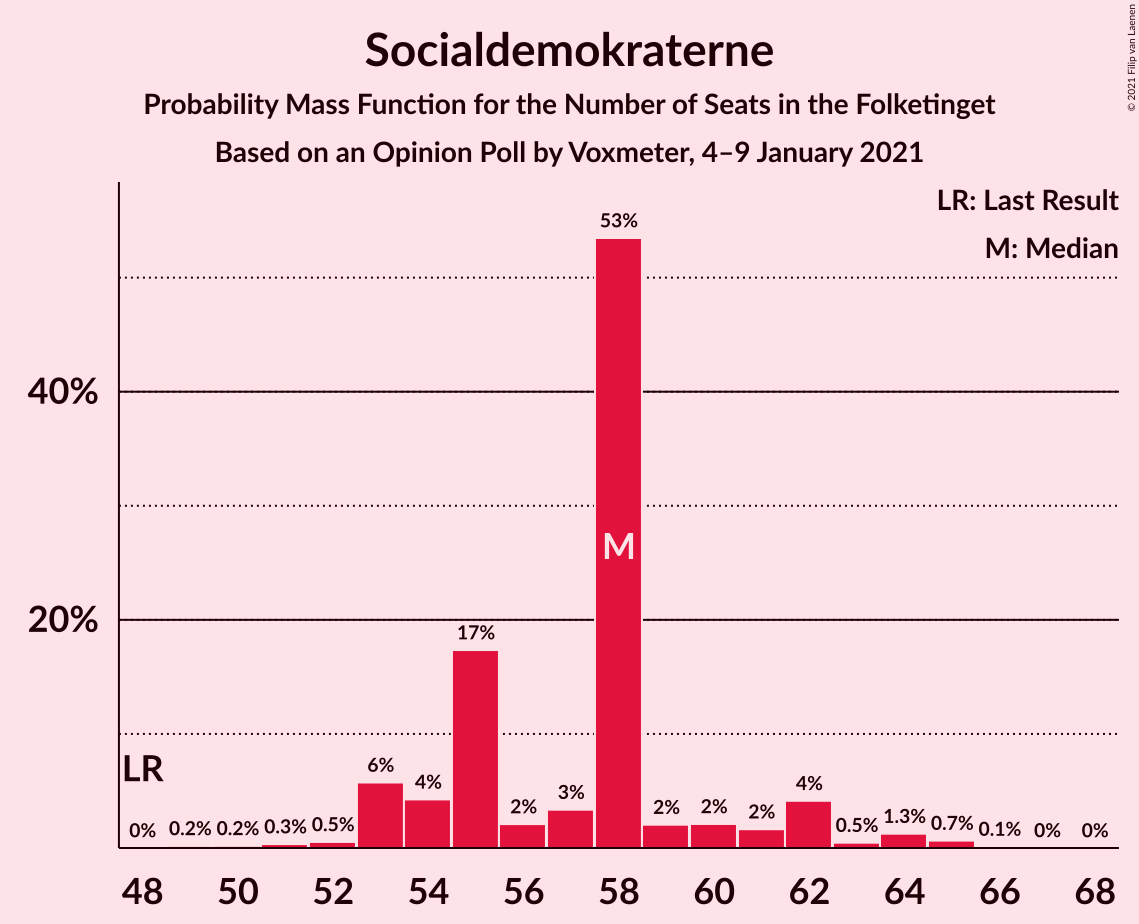 Socialdemokraterne
Probability Mass Function for the Number of Seats in the Folketinget
Based on an Opinion Poll by Voxmeter, 4–9 January 2021
© 2021 Filip van Laenen
LR: Last Result
M: Median
53%
40%
M
20%
17%
LR
0%
0.2%
0.2%
0.3%
0.5%
6%
4%
2%
3%
2%
2%
2%
4%
0.5%
1.3%
0.7%
0.1%
0%
0%
48 50 52 54 56 58 60 62 64 66 68